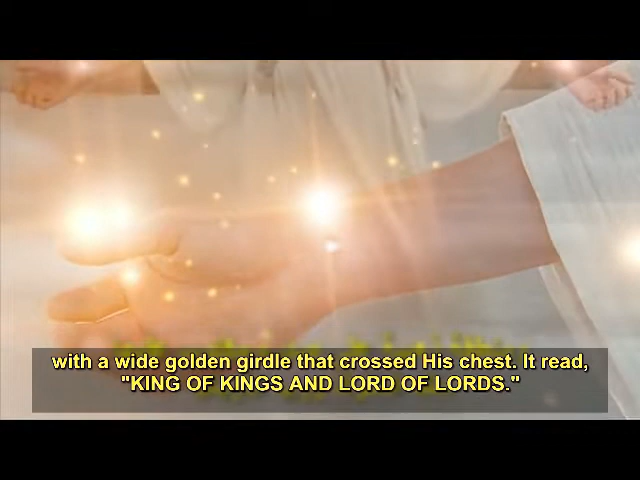 with a wide golden girdle that crossed His chest. It read,
"KING OF KINGS AND LORD OF LORDS."